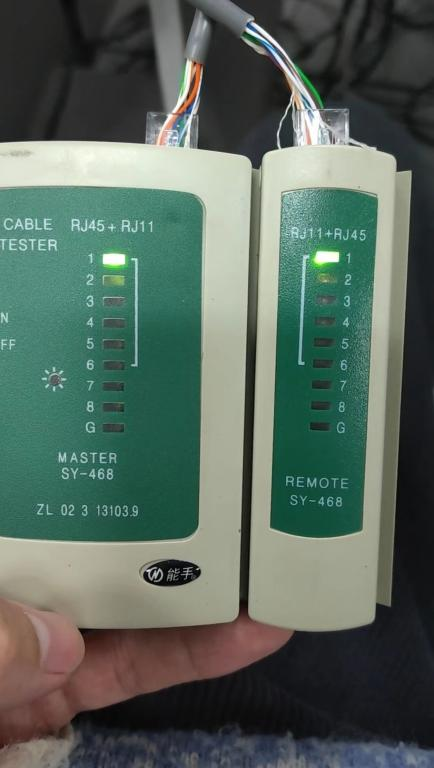 CABLE RJ45+RJ11
TESTER
1
2
3
4
5
6
7
8
G
N
FF
MASTER
SY-468
ZL 02 3 13103.9
能手
RJ11+RJ45
1
2
3
4
5
6
7
8
G
REMOTE
SY-468